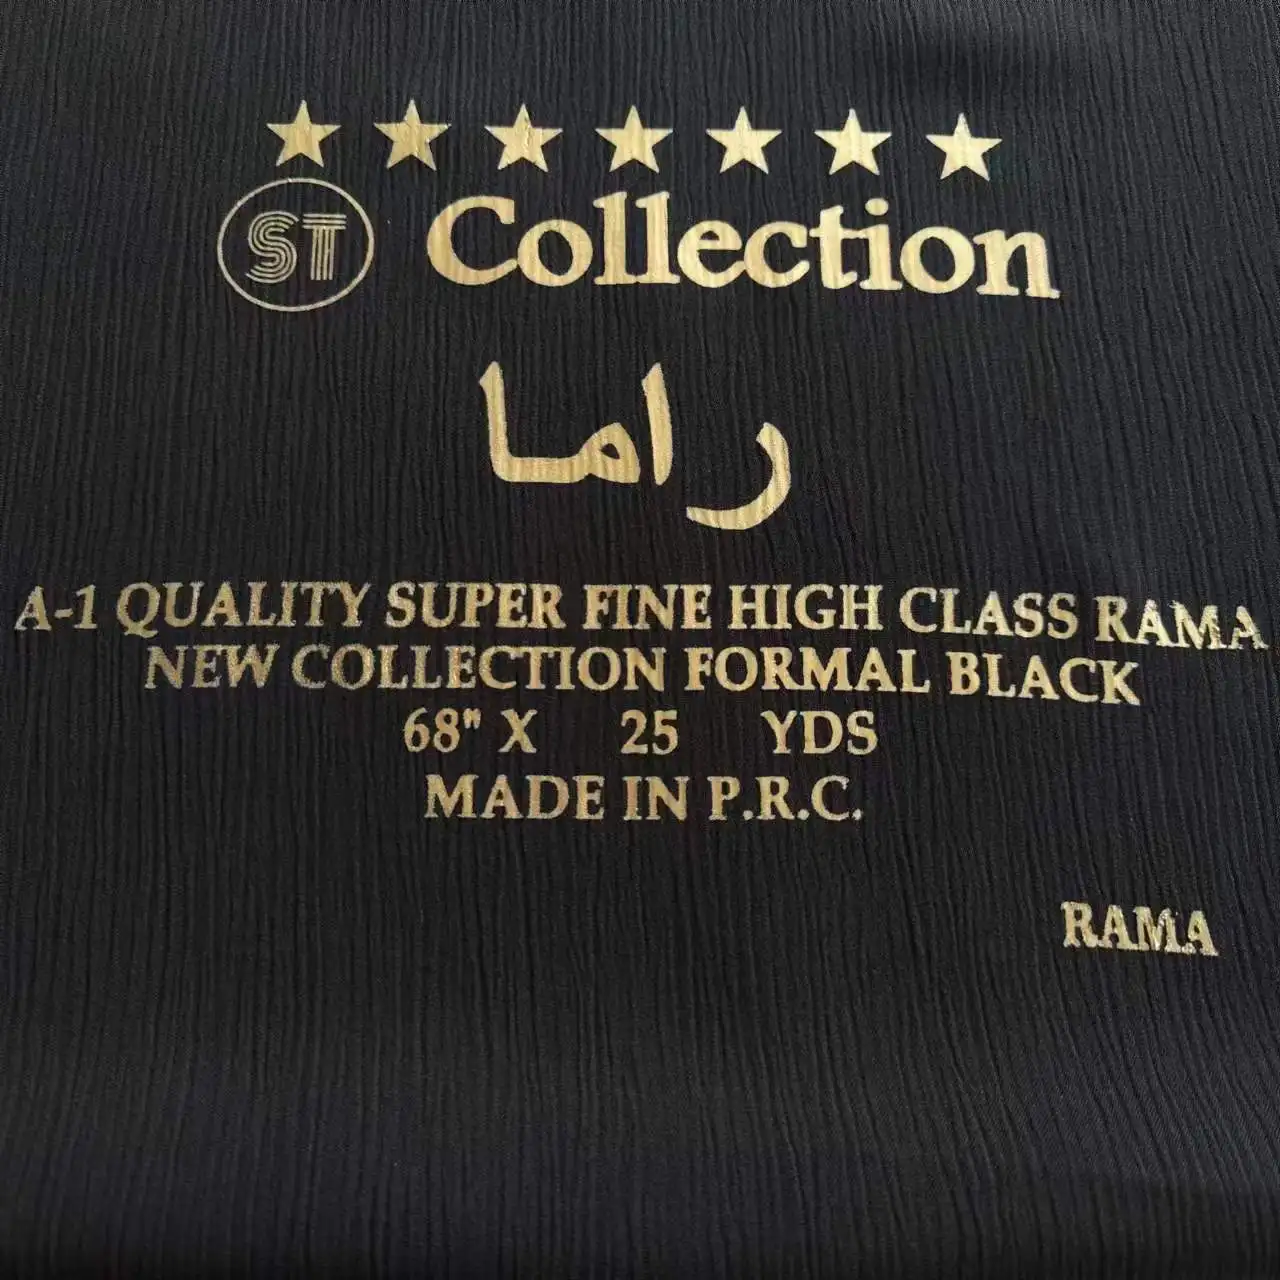 ST Collection
راما
A-1 QUALITY SUPER FINE HIGH CLASS RAMA
NEW COLLECTION FORMAL BLACK
68" X 25 YDS
MADE IN P.R.C.
RAMA